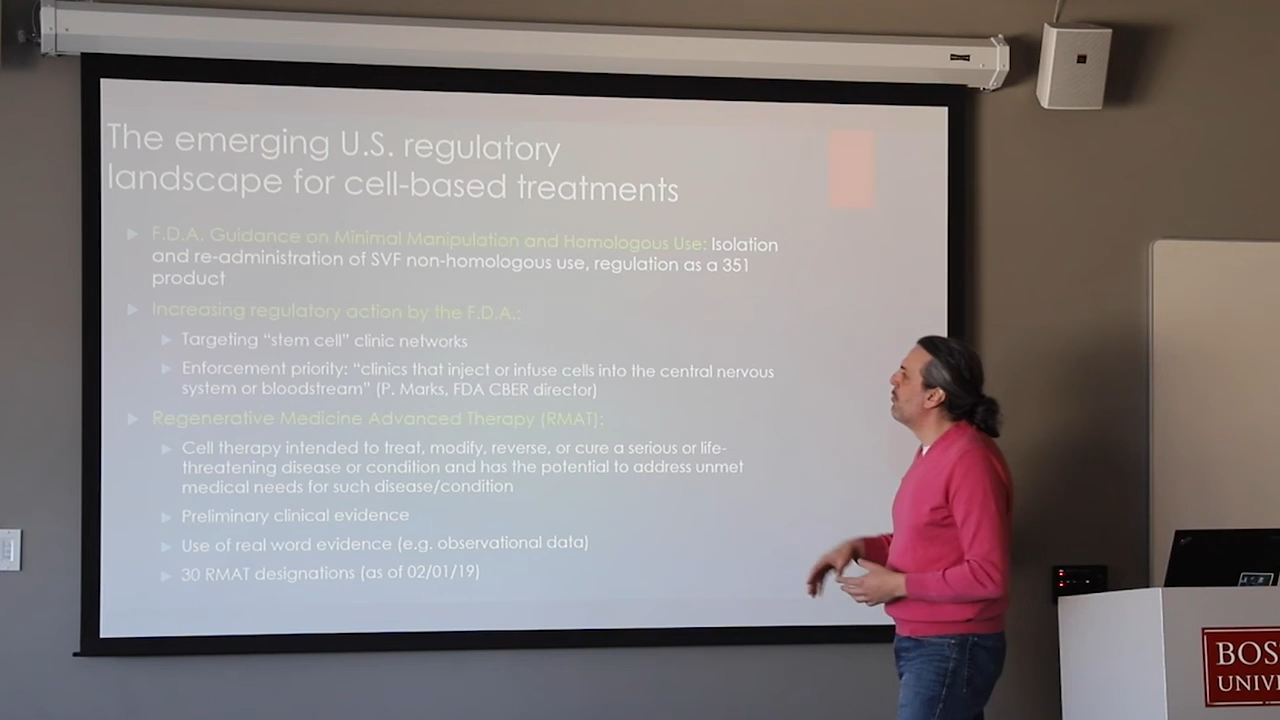 The emerging U.S. regulatory
landscape for cell-based treatments
F.D.A. Guidance on Minimal Manipulation and Homologous Use: Isolation
and re-administration of SVF non-homologous use, regulation as a 351
product
Increasing regulatory action by the F.D.A.:
Targeting “stem cell” clinic networks
Enforcement priority: “clinics that inject or infuse cells into the central nervous
system or bloodstream” (P. Marks, FDA CBER director)
Regenerative Medicine Advanced Therapy (RMAT):
Cell therapy intended to treat, modify, reverse, or cure a serious or life-
threatening disease or condition and has the potential to address unmet
medical needs for such disease/condition
Preliminary clinical evidence
Use of real word evidence (e.g. observational data)
30 RMAT designations (as of 02/01/19)
BOS
UNIVE